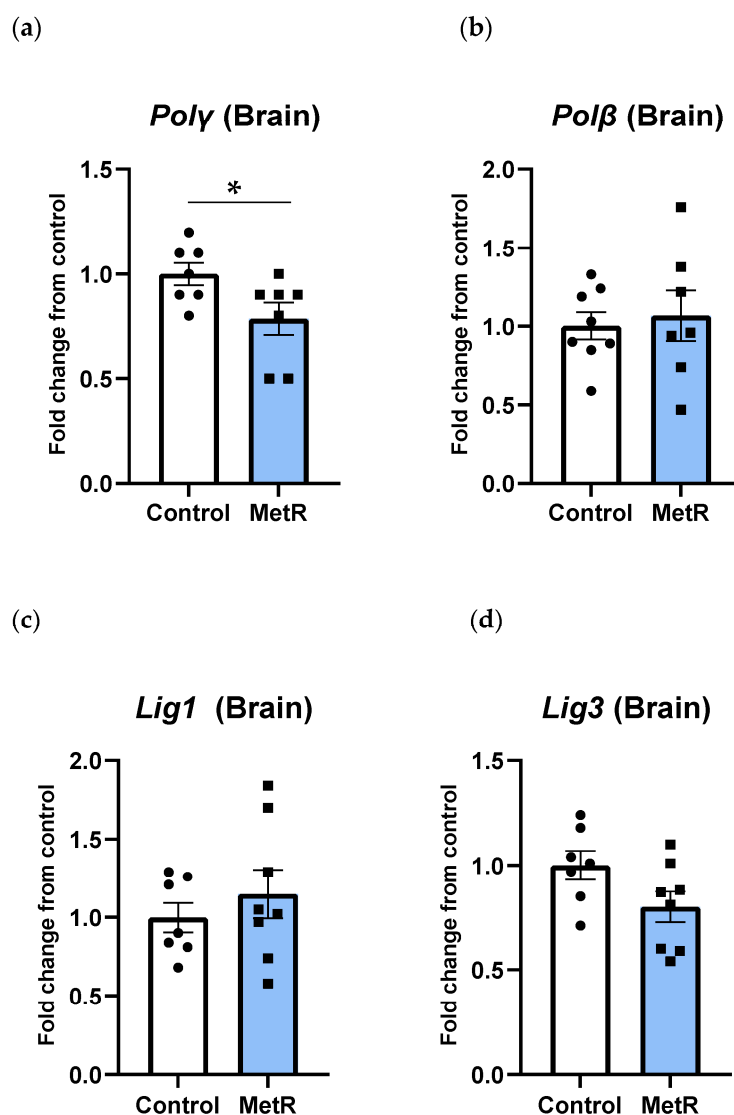 (a)
Polγ (Brain)
Fold change from control
1.5
1.0
0.5
0.0
*
Control MetR
(b)
Polβ (Brain)
Fold change from control
2.0
1.5
1.0
0.5
0.0
Control MetR
(c)
Lig1 (Brain)
Fold change from control
2.0
1.5
1.0
0.5
0.0
Control MetR
(d)
Lig3 (Brain)
Fold change from control
1.5
1.0
0.5
0.0
Control MetR